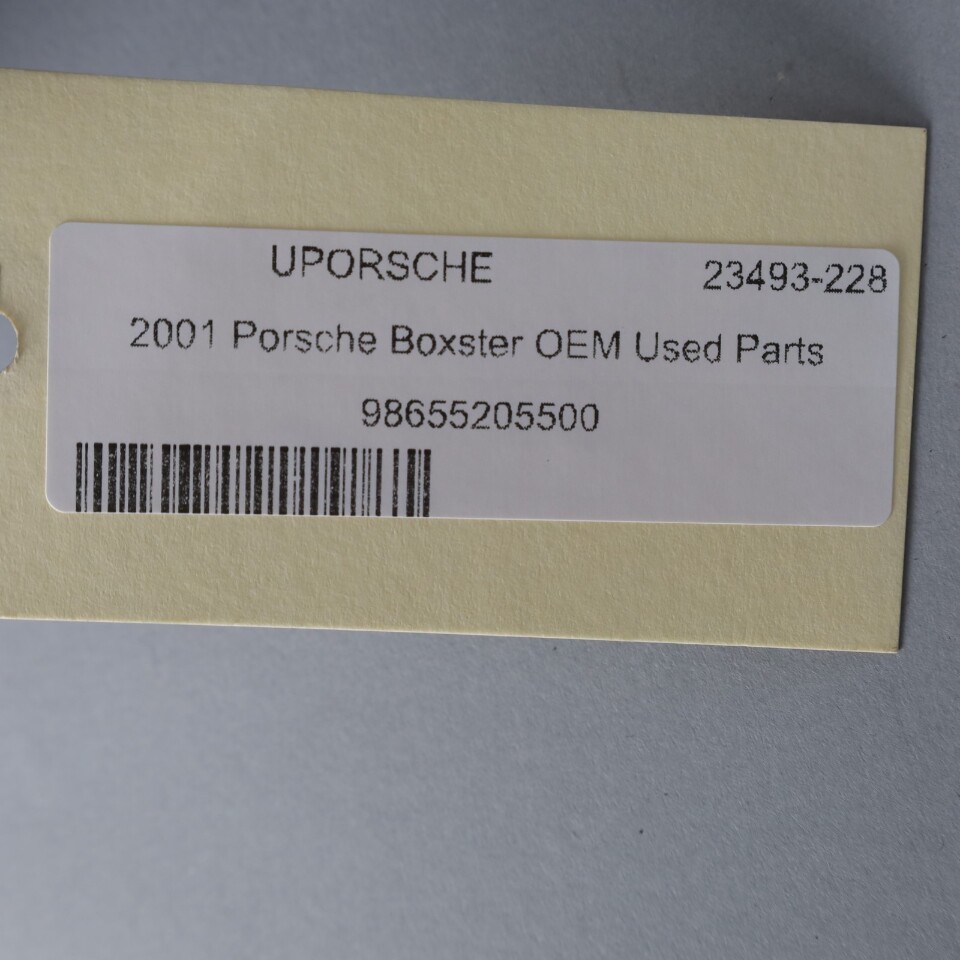 UPORSCHE 23493-228
2001 Porsche Boxster OEM Used Parts
98655205500